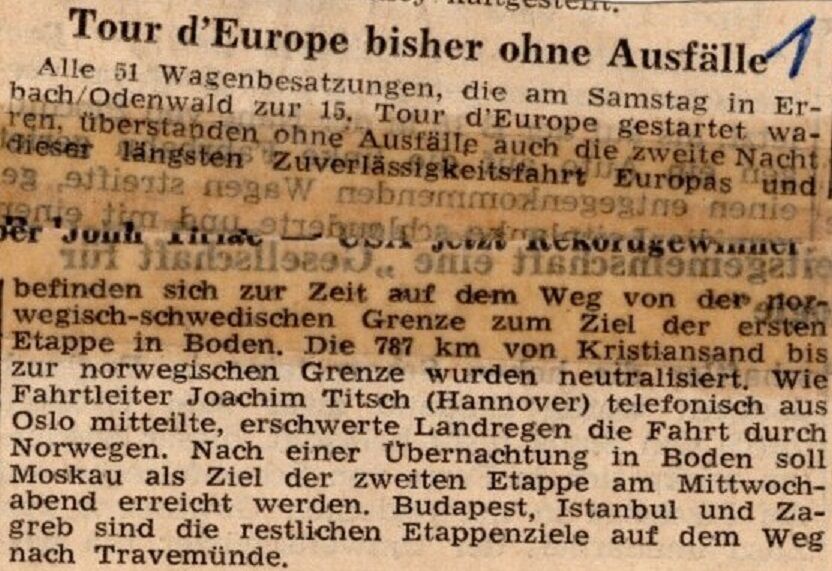 Tour d'Europe bisher ohne Ausfälle 1
Alle 51 Wagenbesatzungen, die am Samstag in Er-
bach/Odenwald zur 15. Tour d'Europe gestartet wa-
ren, überstanden ohne Ausfälle auch die zweite Nacht
dieser längsten Zuverlässigkeitsfahrt Europas und
USA jetzt Rekordgewinner
befinden sich zur Zeit auf dem Weg von der nor-
wegisch-schwedischen Grenze zum Ziel der ersten
Etappe in Boden. Die 787 km von Kristiansand bis
zur norwegischen Grenze wurden neutralisiert. Wie
Fahrtleiter Joachim Titsch (Hannover) telefonisch aus
Oslo mitteilte, erschwerte Landregen die Fahrt durch
Norwegen. Nach einer Übernachtung in Boden soll
Moskau als Ziel der zweiten Etappe am Mittwoch-
abend erreicht werden. Budapest, Istanbul und Za-
greb sind die restlichen Etappenziele auf dem Weg
nach Travemünde.